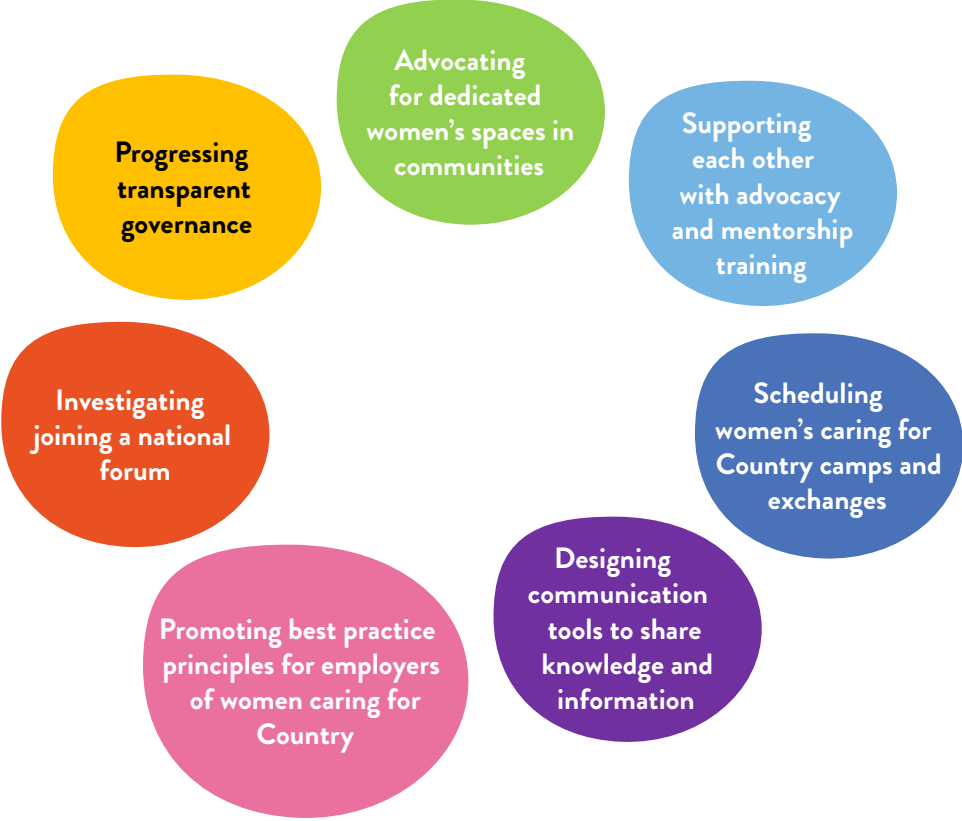 Advocating
for dedicated
women's spaces in
communities
Supporting
each other
with advocacy
and mentorship
training
Scheduling
women's caring for
Country camps and
exchanges
Designing
communication
tools to share
knowledge and
information
Promoting best practice
principles for employers
of women caring for
Country
Investigating
joining a national
forum
Progressing
transparent
governance